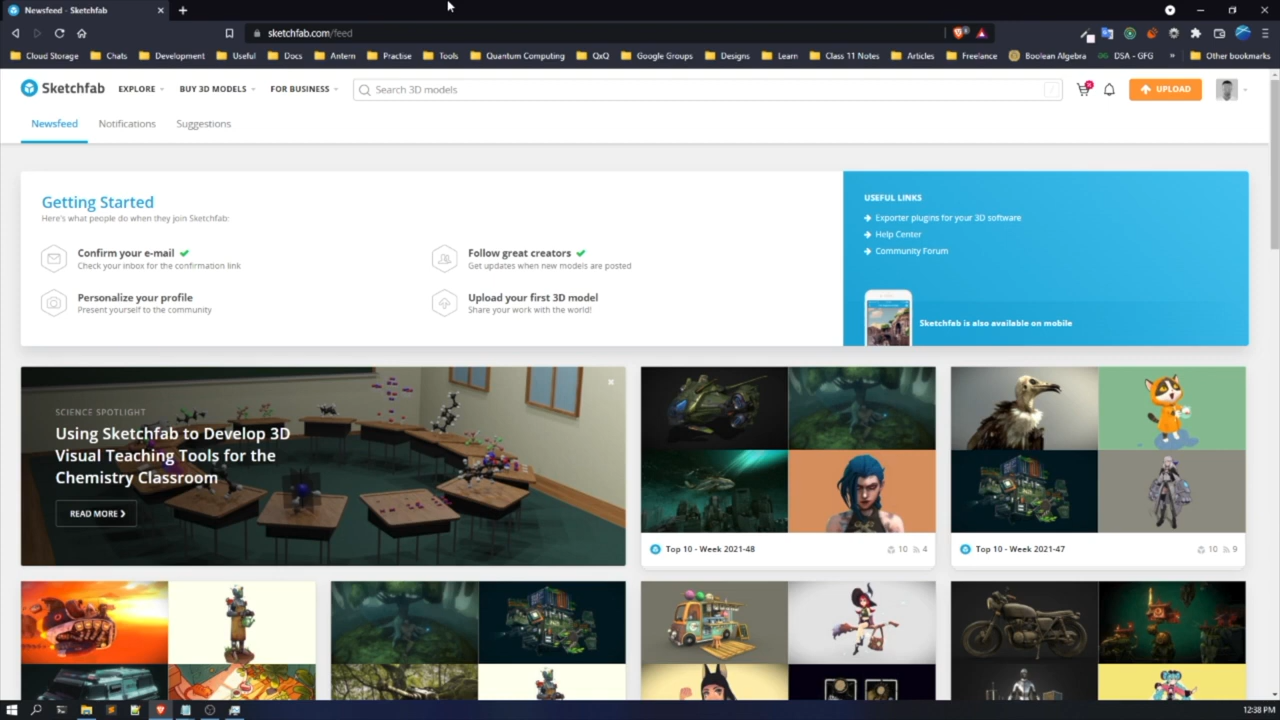 Newsfeed - Sketchfab
sketchfab.com/feed
Cloud Storage Chats Development Useful Docs Antern Practise Tools Quantum Computing QxQ Google Groups Designs Learn Class 11 Notes Articles Freelance Boolean Algebra DSA - GFG » Other bookmarks
Sketchfab EXPLORE BUY 3D MODELS FOR BUSINESS Search 3D models / UPLOAD
Newsfeed Notifications Suggestions
Getting Started
Here's what people do when they join Sketchfab:
Confirm your e-mail
Check your inbox for the confirmation link
Follow great creators
Get updates when new models are posted
Personalize your profile
Present yourself to the community
Upload your first 3D model
Share your work with the world!
USEFUL LINKS
Exporter plugins for your 3D software
Help Center
Community Forum
Sketchfab is also available on mobile
SCIENCE SPOTLIGHT
Using Sketchfab to Develop 3D
Visual Teaching Tools for the
Chemistry Classroom
READ MORE
Top 10 - Week 2021-48 10 4
Top 10 - Week 2021-47 10 9
12:38 PM